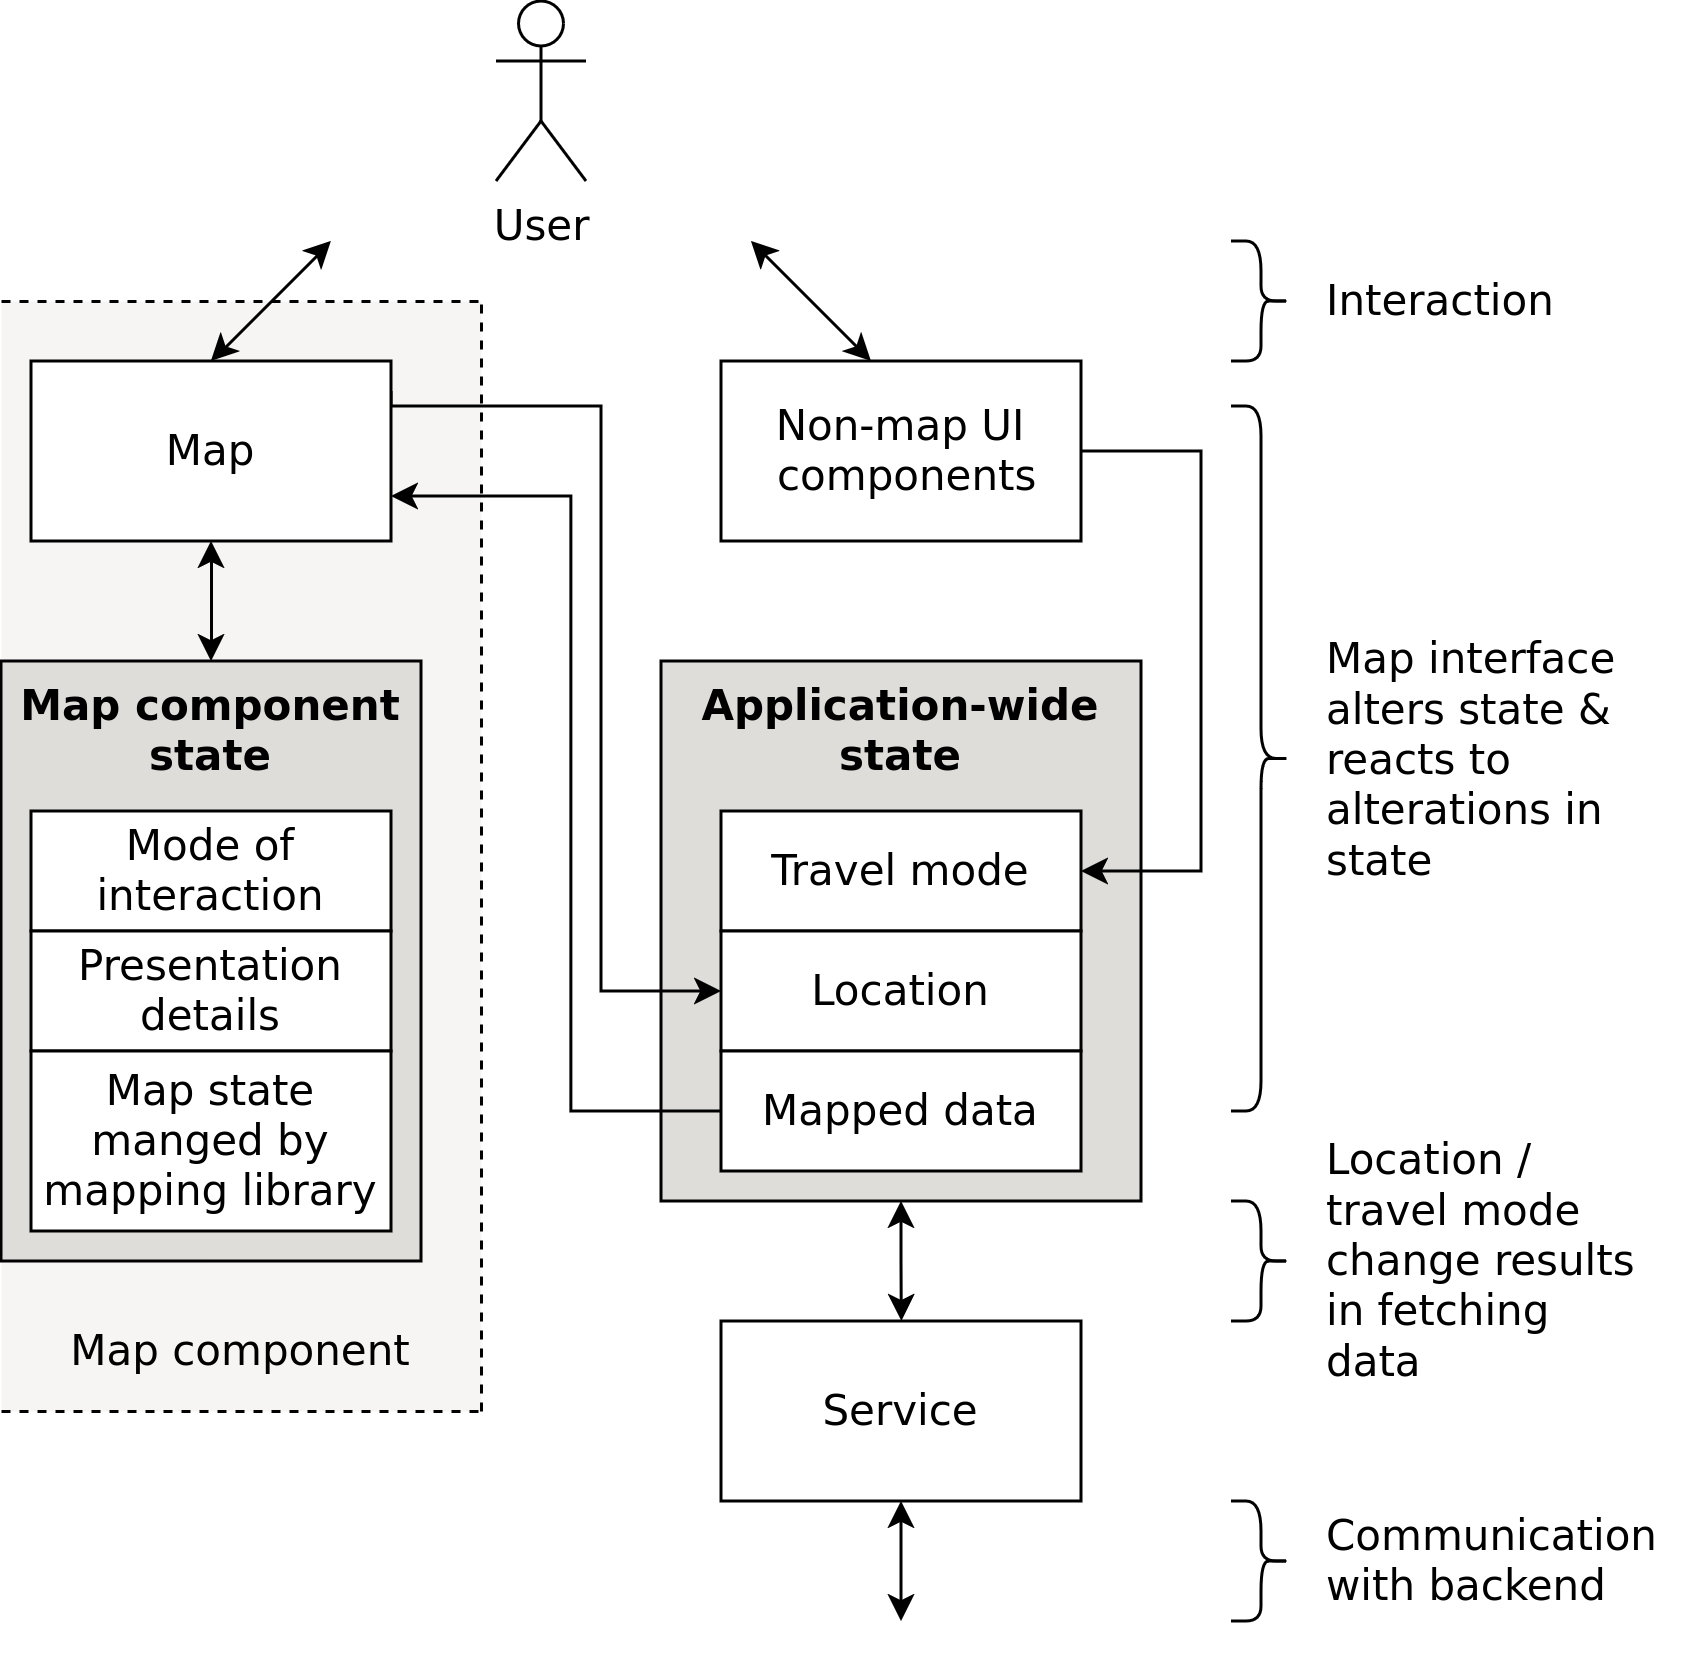 User
Interaction
Map
Non-map UI
components
Map component
state
Mode of
interaction
Presentation
details
Map state
manged by
mapping library
Map component
Application-wide
state
Travel mode
Location
Mapped data
Map interface
alters state &
reacts to
alterations in
state
Location /
travel mode
change results
in fetching
data
Service
Communication
with backend